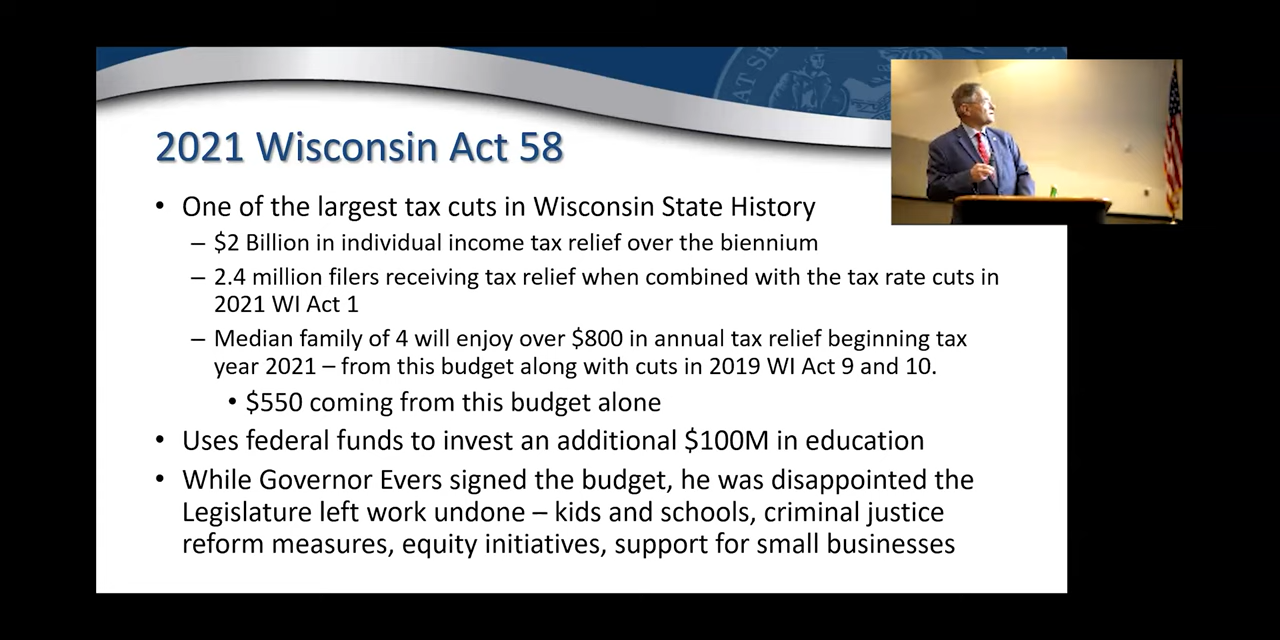 2021 Wisconsin Act 58
• One of the largest tax cuts in Wisconsin State History
– $2 Billion in individual income tax relief over the biennium
– 2.4 million filers receiving tax relief when combined with the tax rate cuts in
2021 WI Act 1
– Median family of 4 will enjoy over $800 in annual tax relief beginning tax
year 2021 – from this budget along with cuts in 2019 WI Act 9 and 10.
• $550 coming from this budget alone
• Uses federal funds to invest an additional $100M in education
• While Governor Evers signed the budget, he was disappointed the
Legislature left work undone – kids and schools, criminal justice
reform measures, equity initiatives, support for small businesses